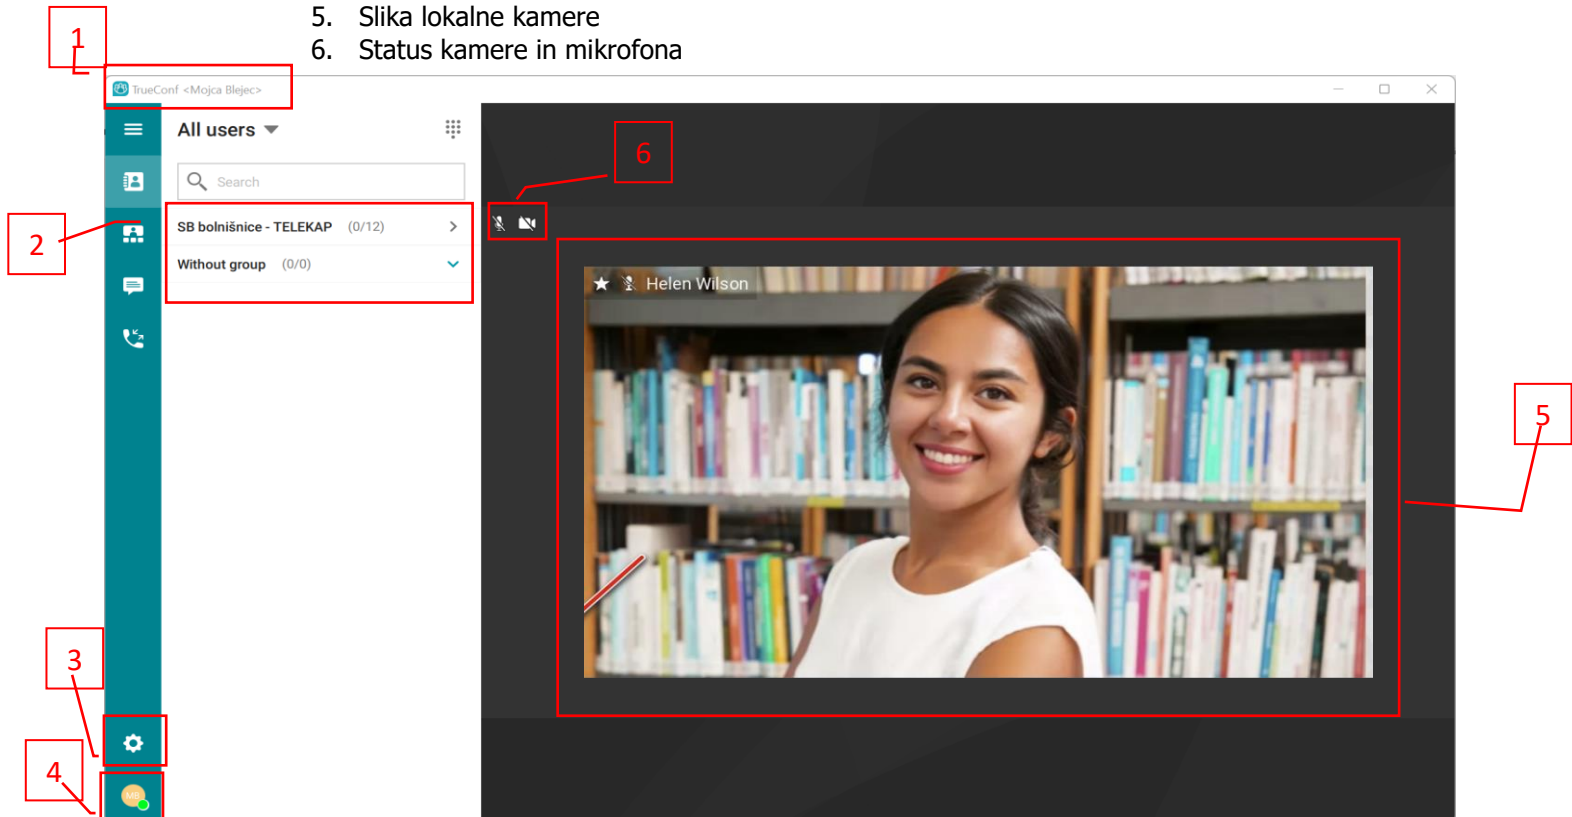 5. Slika lokalne kamere
6. Status kamere in mikrofona
1
TrueConf <Mojca Blejec>
All users
6
Search
2
SB bolnišnice - TELEKAP (0/12)
Without group (0/0)
Helen Wilson
5
3
4
MB